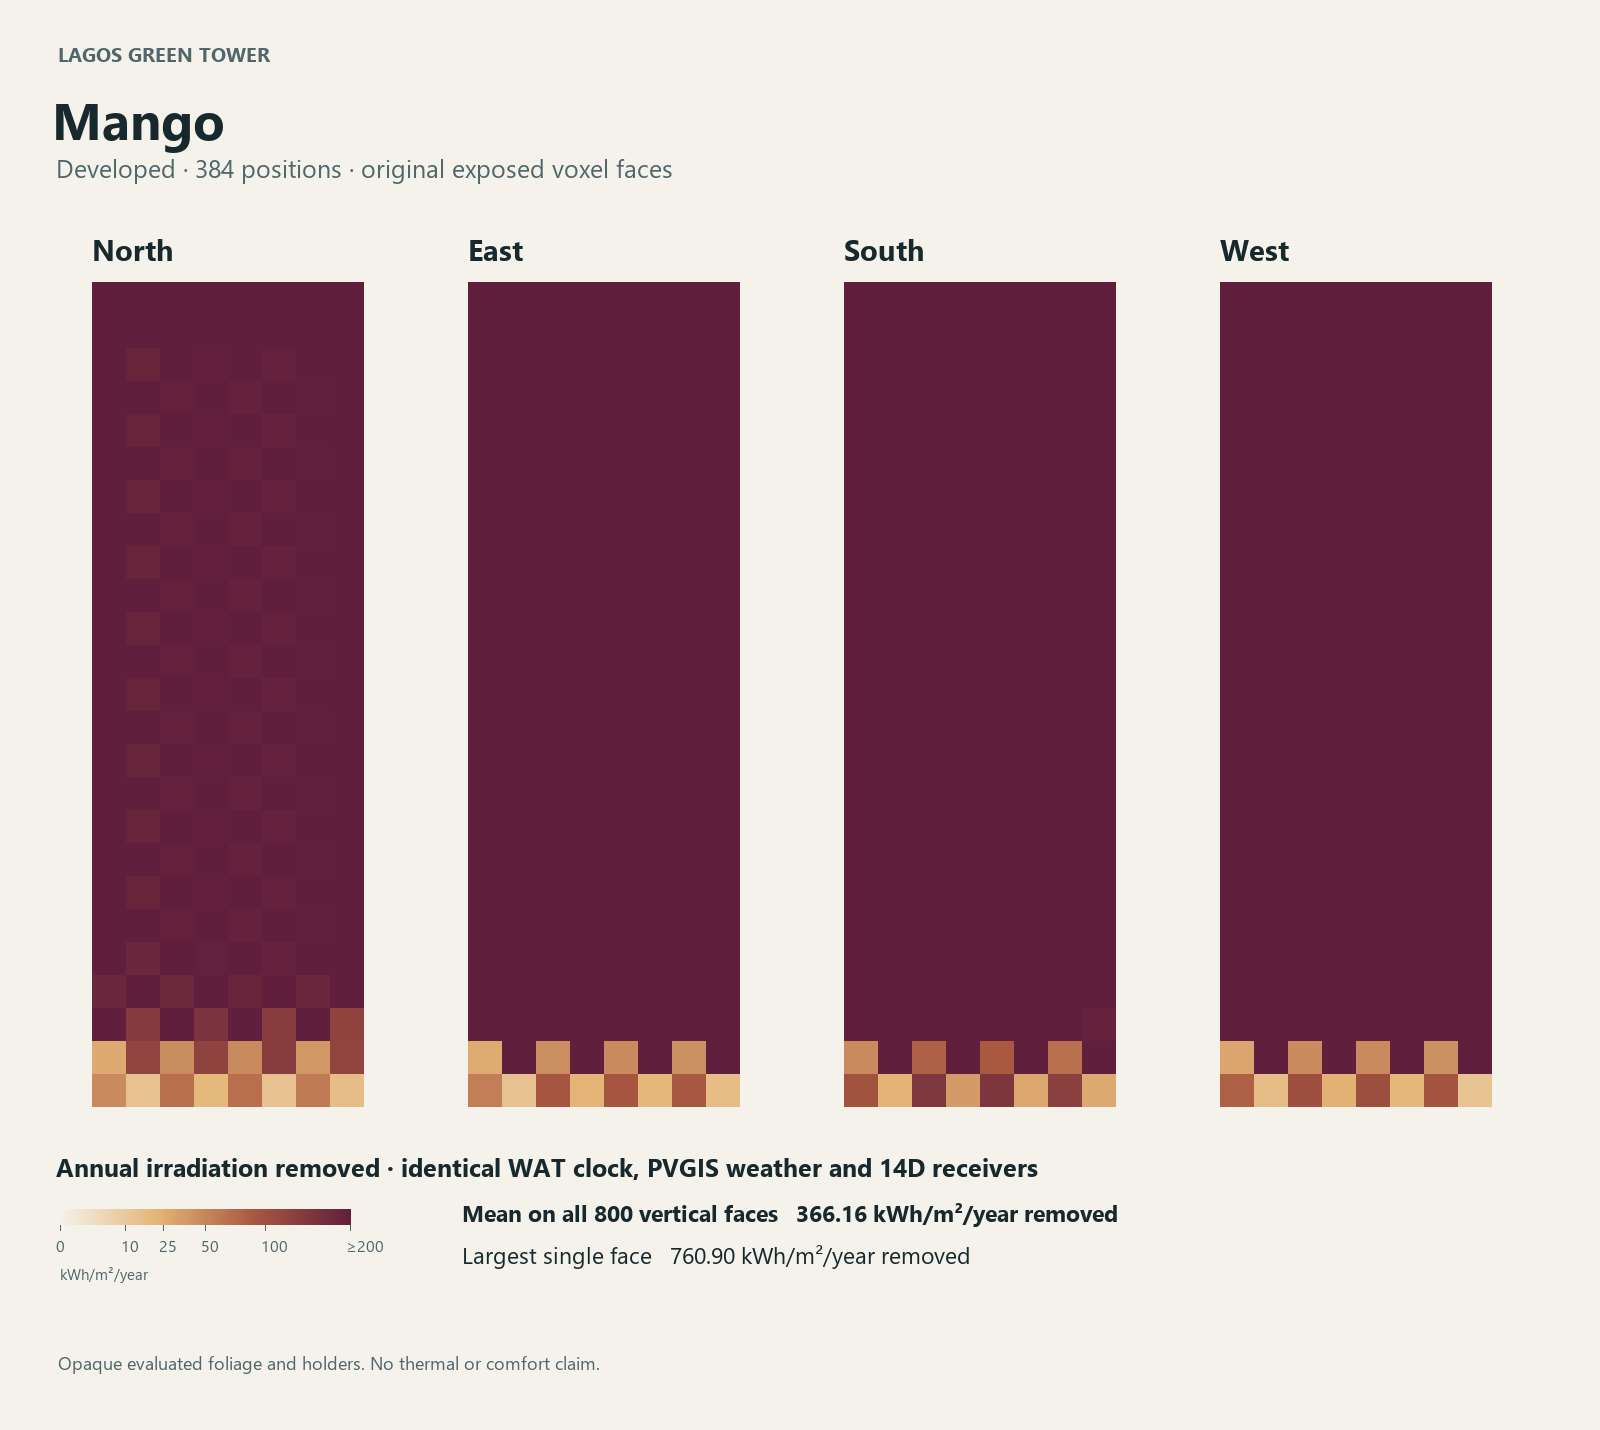 LAGOS GREEN TOWER
Mango
Developed · 384 positions · original exposed voxel faces
North East South West
Annual irradiation removed · identical WAT clock, PVGIS weather and 14D receivers
Mean on all 800 vertical faces 366.16 kWh/m²/year removed
0 10 25 50 100 ≥200
Largest single face 760.90 kWh/m²/year removed
kWh/m²/year
Opaque evaluated foliage and holders. No thermal or comfort claim.